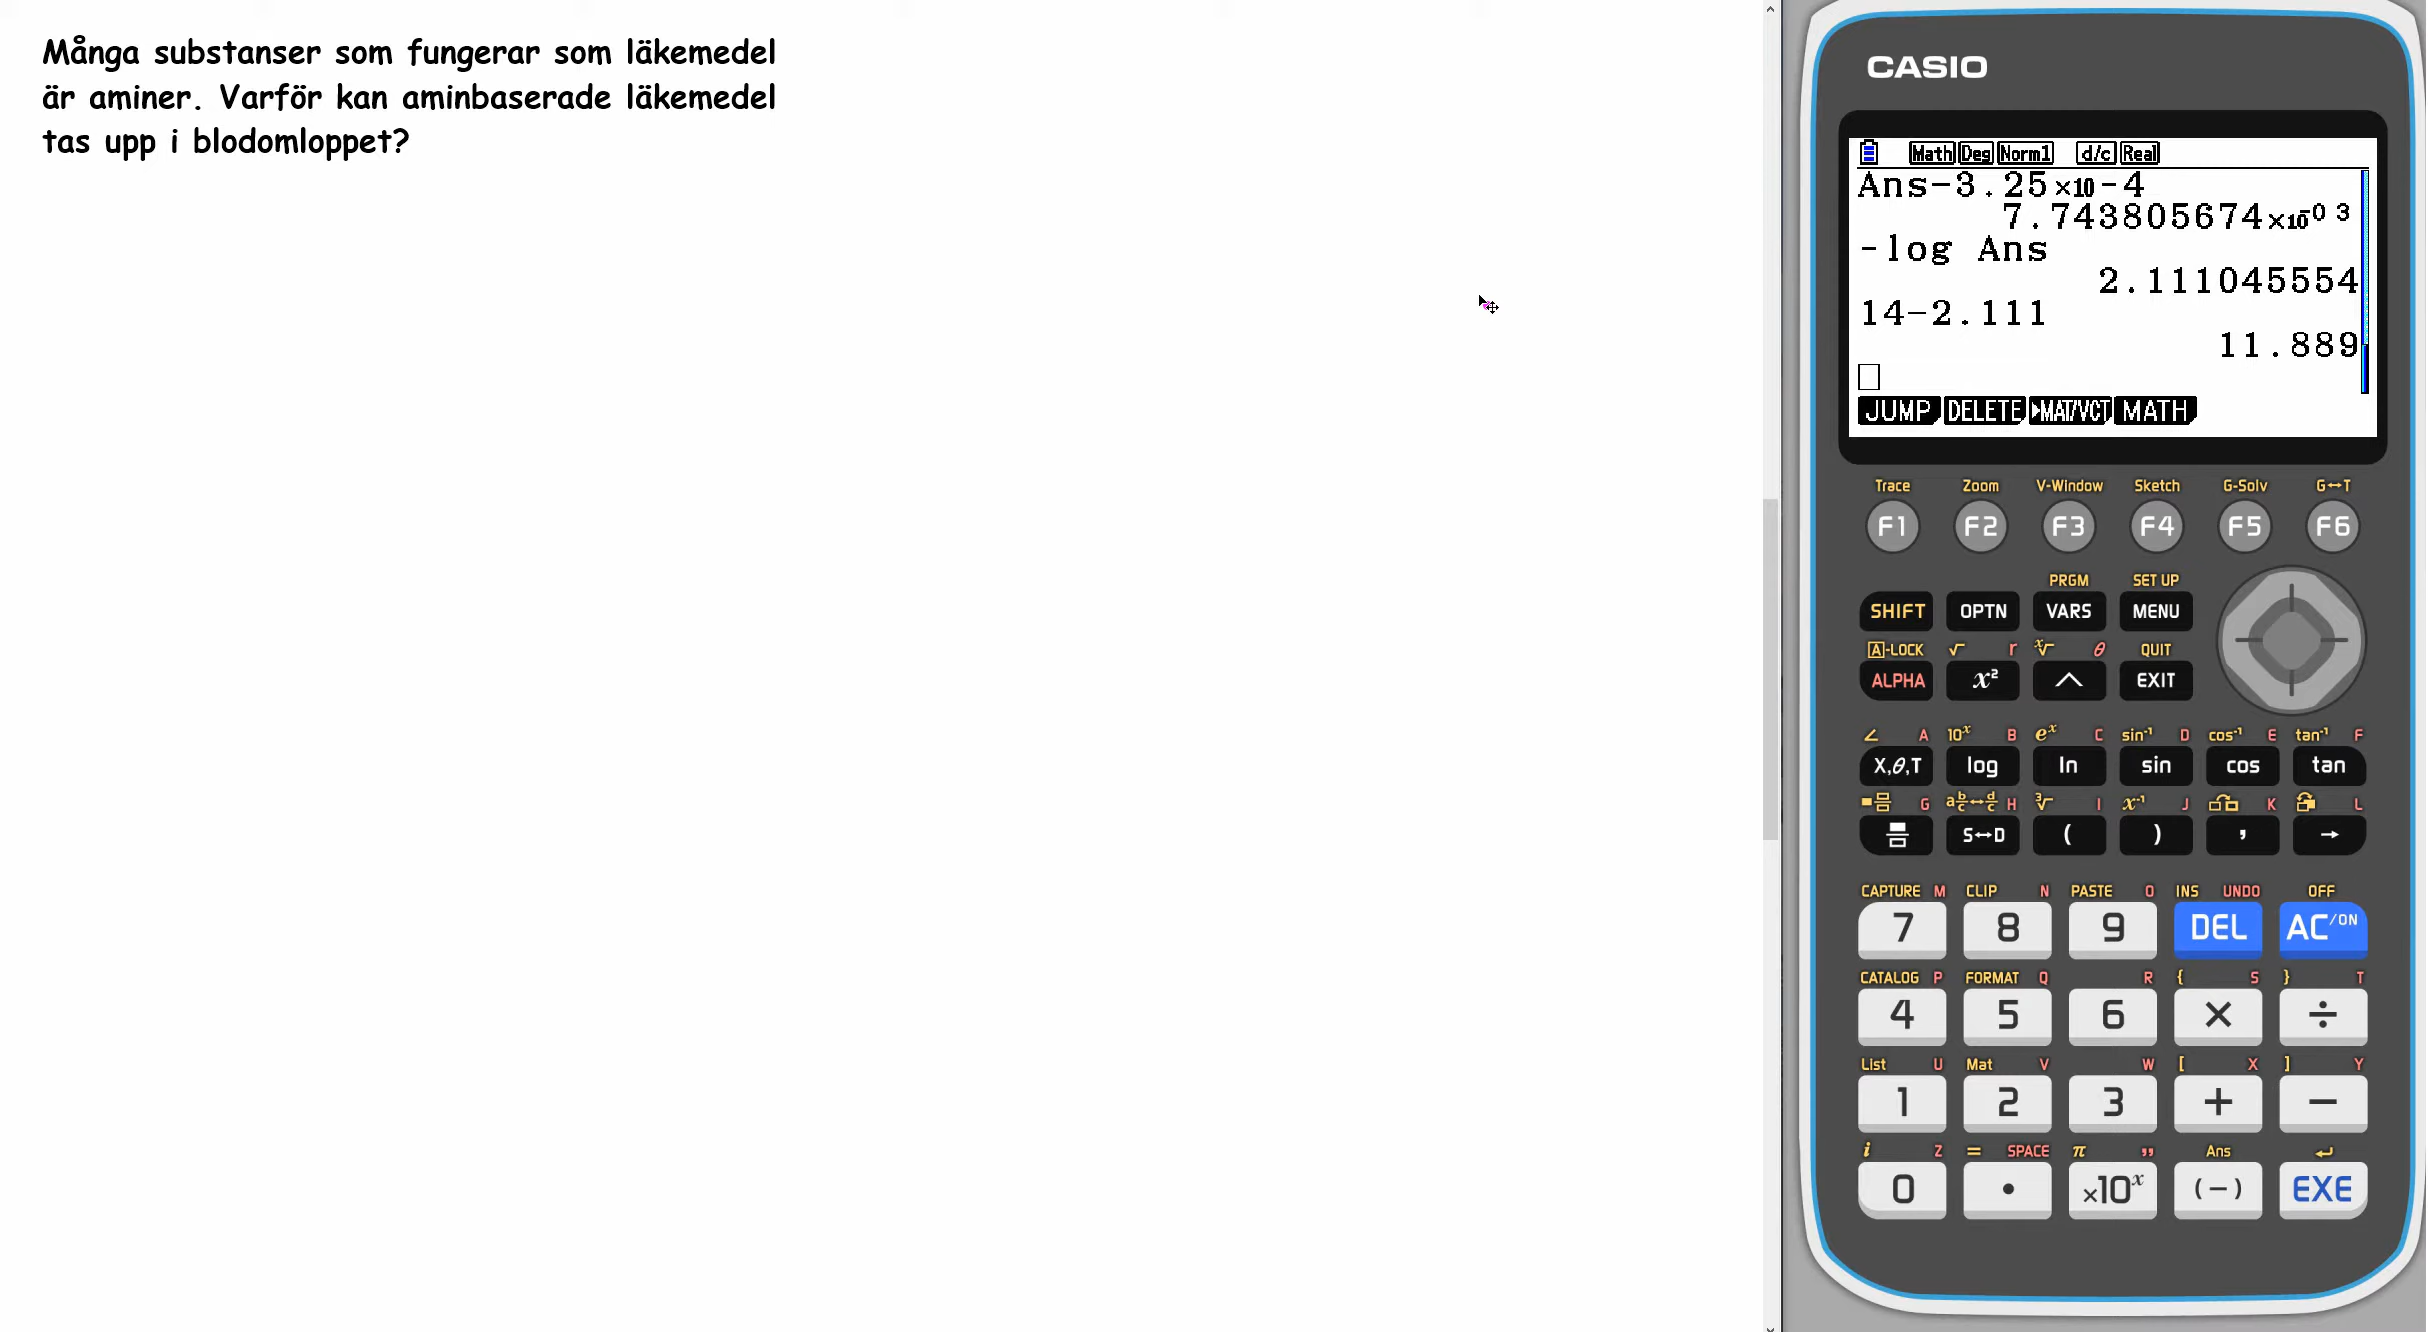 Många substanser som fungerar som läkemedel
är aminer. Varför kan aminbaserade läkemedel
tas upp i blodomloppet?
CASIO
Math Deg Norm1 d/c Real
Ans-3.25×10-4
7.743805674×10⁻⁰³
-log Ans
2.111045554
14-2.111
11.889
JUMP DELETE ▶MAT/VCT MATH
Trace Zoom V-Window Sketch G-Solv G↔T
F1 F2 F3 F4 F5 F6
PRGM SET UP
SHIFT OPTN VARS MENU
A-LOCK √ r ˣ√ θ QUIT
ALPHA x² ^ EXIT
∠ A 10ˣ B eˣ C sin⁻¹ D cos⁻¹ E tan⁻¹ F
X,θ,T log ln sin cos tan
G a b/c↔d/c H ³√ I x⁻¹ J K L
S↔D ( ) , →
CAPTURE M CLIP N PASTE O INS UNDO OFF
7 8 9 DEL AC/ON
CATALOG P FORMAT Q R { S } T
4 5 6 × ÷
List U Mat V W [ X ] Y
1 2 3 + −
i Z = SPACE π " Ans ↵
0 • ×10ˣ (−) EXE